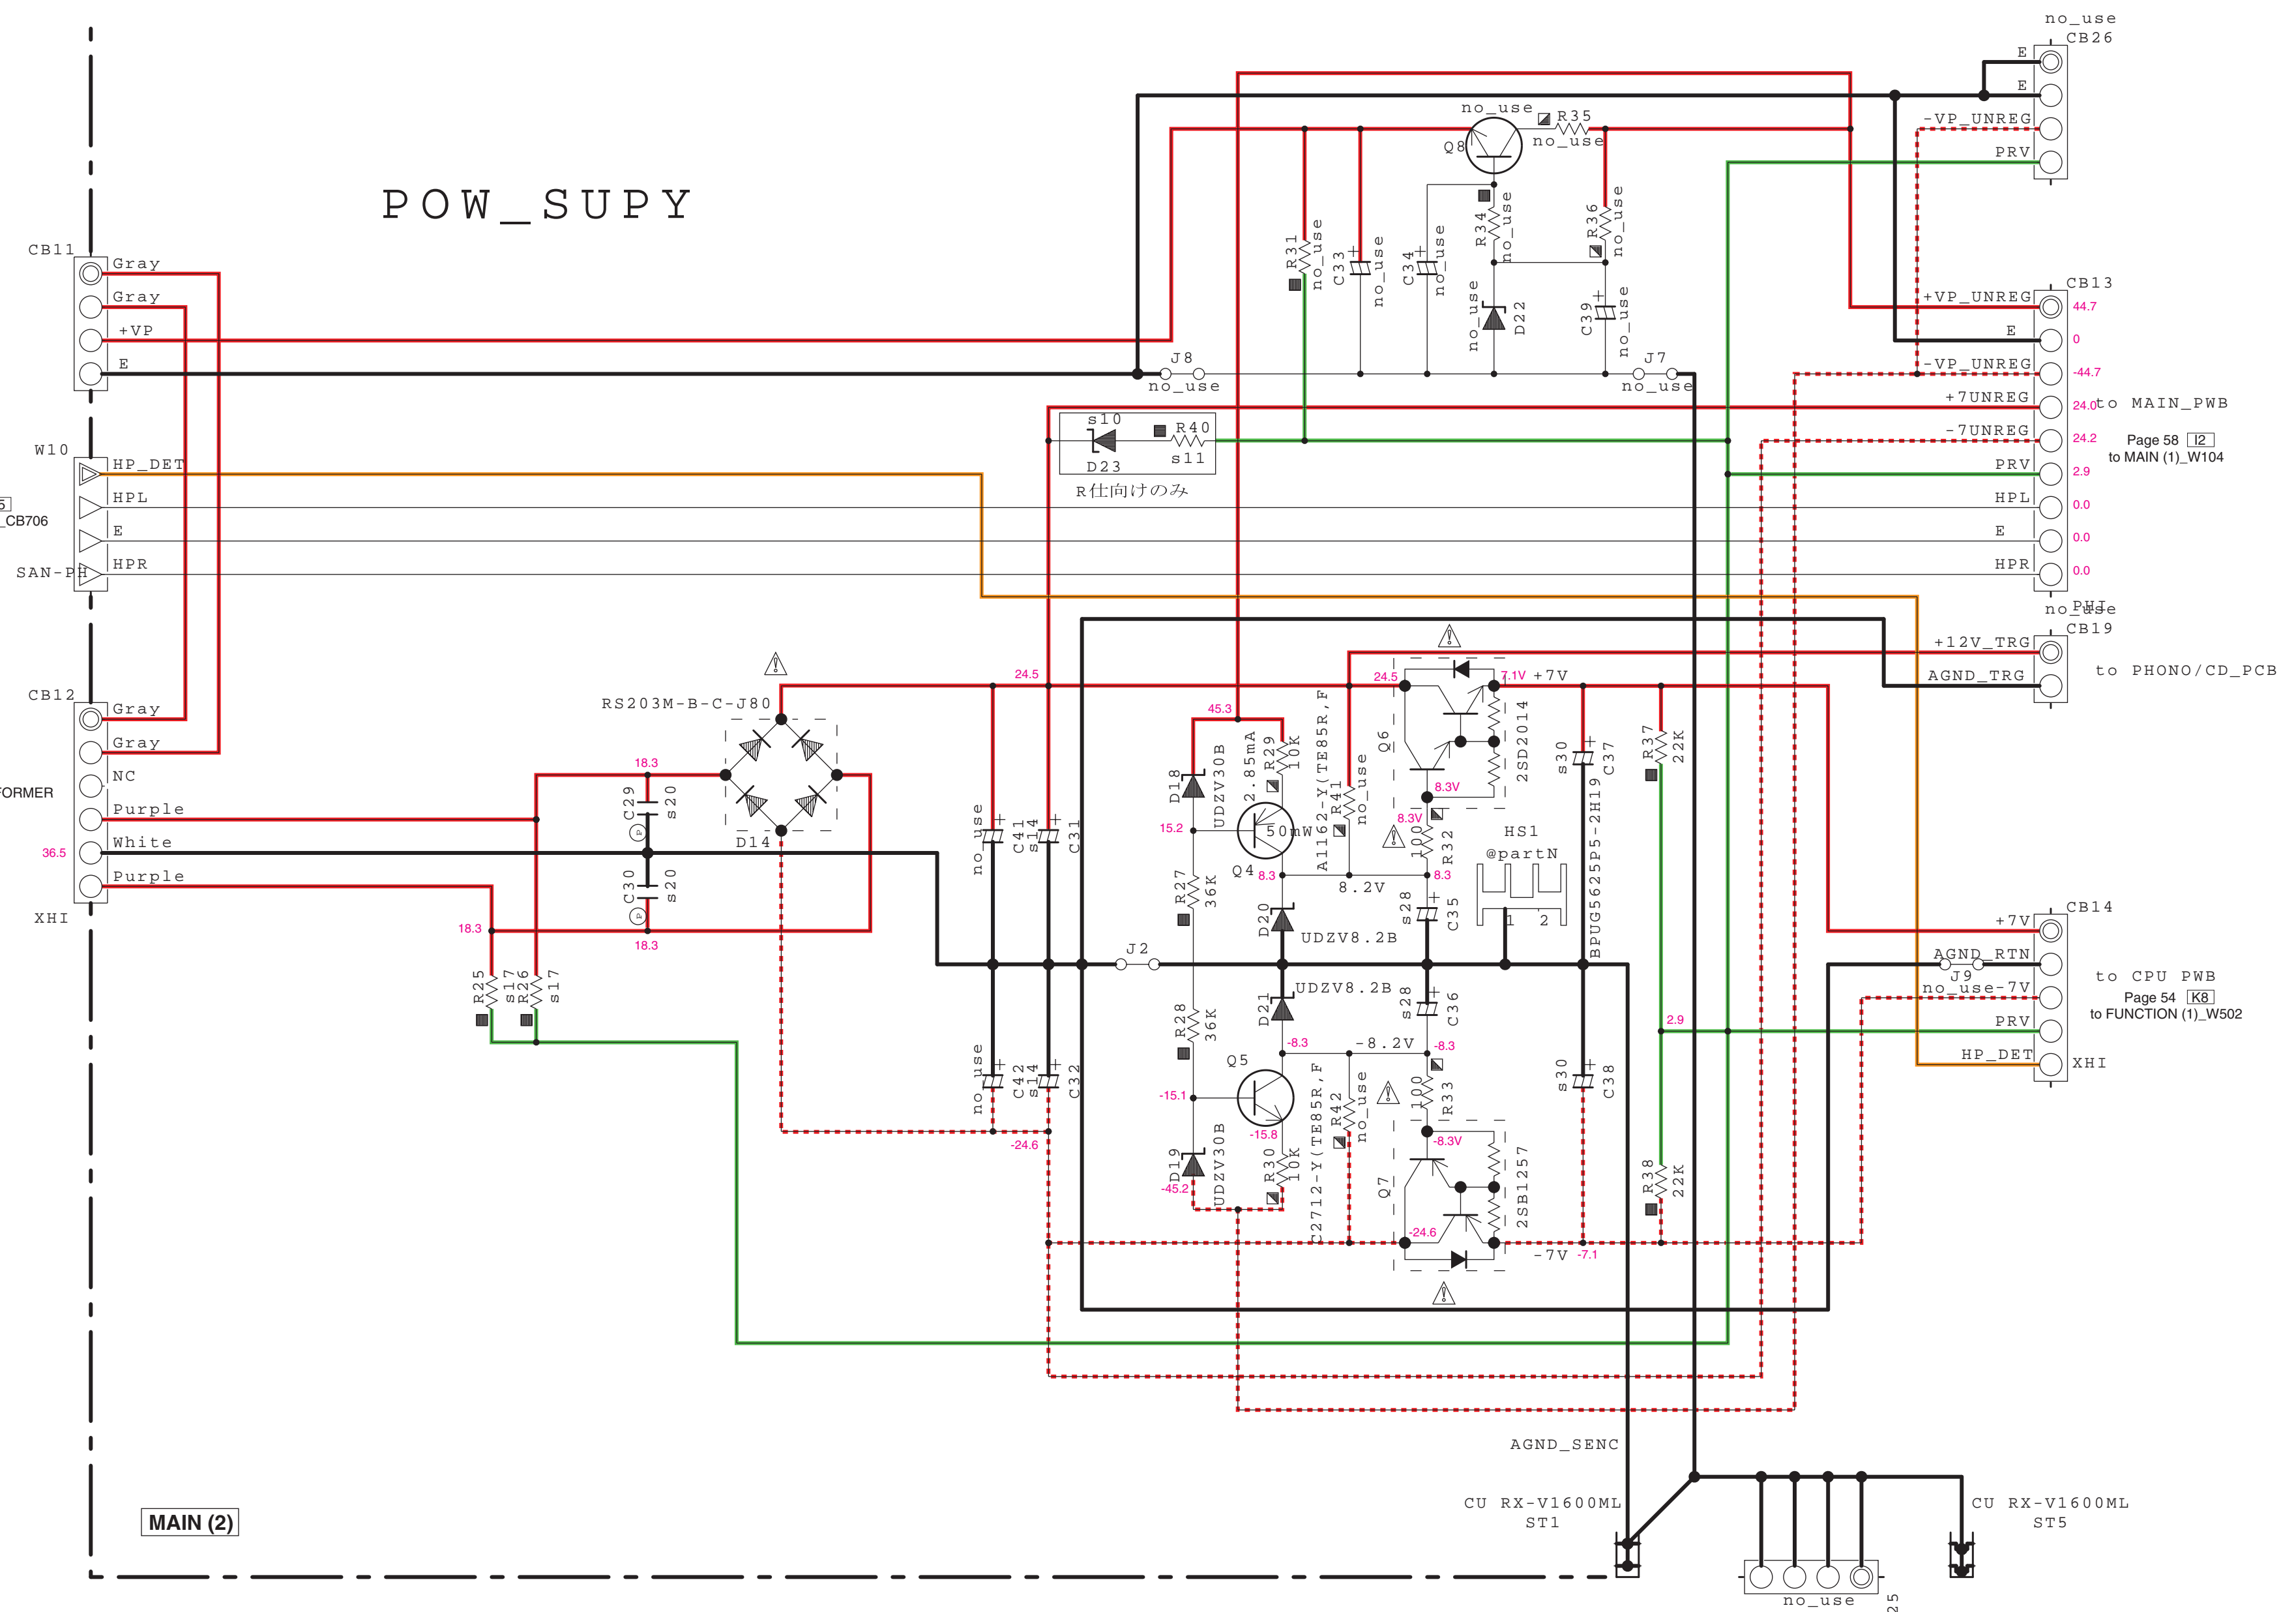 POW_SUPY
CB11
Gray
Gray
+VP
E
W10
HP_DET
HPL
E
HPR
SAN-PH
5
_CB706
CB12
Gray
Gray
NC
Purple
White
Purple
36.5
XHI
FORMER
no_use
CB26
E
E
-VP_UNREG
PRV
no_use
Q8
R35
no_use
R31
no_use
C33
no_use
C34
no_use
R34
no_use
R36
no_use
no_use
D22
C39
no_use
J8
no_use
J7
no_use
CB13
+VP_UNREG
44.7
E
0
-VP_UNREG
-44.7
+7UNREG
24.0
to MAIN_PWB
-7UNREG
24.2
Page 58 I2
to MAIN (1)_W104
PRV
2.9
HPL
0.0
E
0.0
HPR
0.0
PHI
s10
R40
D23
s11
R仕向けのみ
no_use
CB19
+12V_TRG
AGND_TRG
to PHONO/CD_PCB
RS203M-B-C-J80
D14
18.3
C29
s20
P
C30
s20
P
18.3
18.3
R25
s17
R26
s17
24.5
no_use
C41
s14
C31
no_use
C42
s14
C32
-24.6
J2
45.3
D18
UDZV30B
2.85mA
R29
10K
15.2
50mW
Q4
A1162-Y(TE85R,F
R27
36K
8.3
8.2V
8.3
R41
no_use
D20
UDZV8.2B
s28
C35
24.5
7.1V
+7V
Q6
2SD2014
8.3V
8.3V
100
R32
HS1
@partN
1
2
BPUG5625P5-2H19
s30
C37
R37
22K
R28
36K
D21
UDZV8.2B
s28
C36
-8.3
-8.2V
-8.3
Q5
-15.1
-15.8
D19
UDZV30B
-45.2
R30
10K
C2712-Y(TE85R,F
R42
no_use
100
R33
-8.3V
Q7
2SB1257
-24.6
-7V
-7.1
s30
C38
2.9
R38
22K
CB14
+7V
AGND_RTN
J9
no_use
-7V
PRV
HP_DET
XHI
to CPU PWB
Page 54 K8
to FUNCTION (1)_W502
AGND_SENC
CU RX-V1600ML
ST1
CU RX-V1600ML
ST5
no_use
25
MAIN (2)